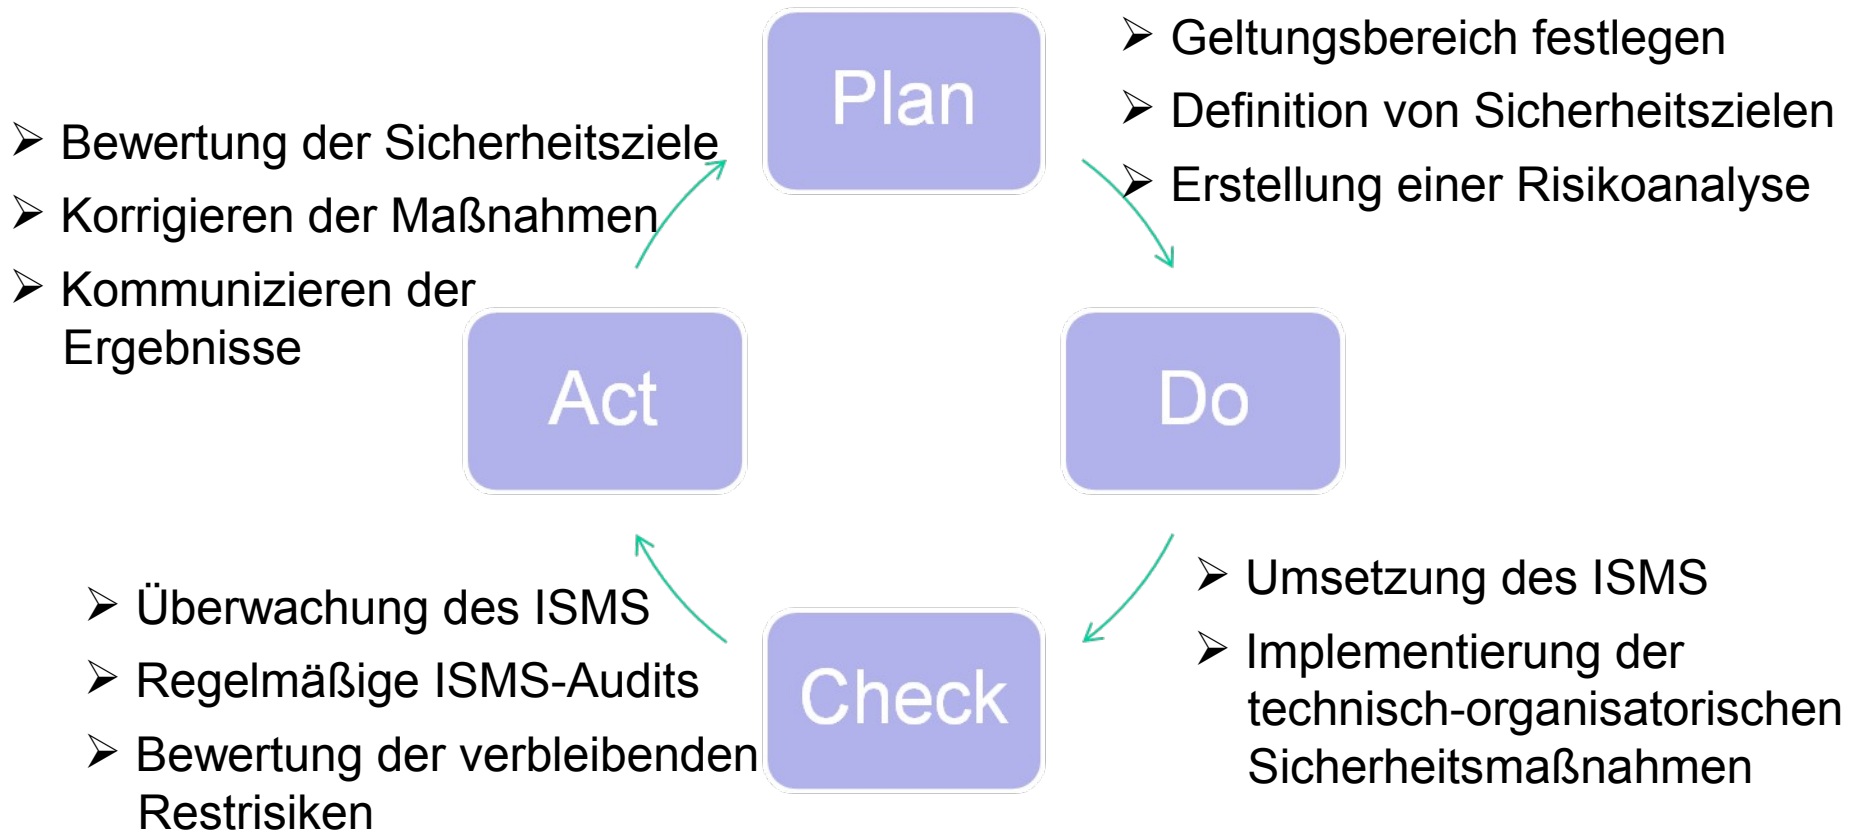 Plan
➢ Geltungsbereich festlegen
➢ Definition von Sicherheitszielen
➢ Erstellung einer Risikoanalyse
Do
➢ Umsetzung des ISMS
➢ Implementierung der
technisch-organisatorischen
Sicherheitsmaßnahmen
Check
➢ Überwachung des ISMS
➢ Regelmäßige ISMS-Audits
➢ Bewertung der verbleibenden
Restrisiken
Act
➢ Bewertung der Sicherheitsziele
➢ Korrigieren der Maßnahmen
➢ Kommunizieren der
Ergebnisse